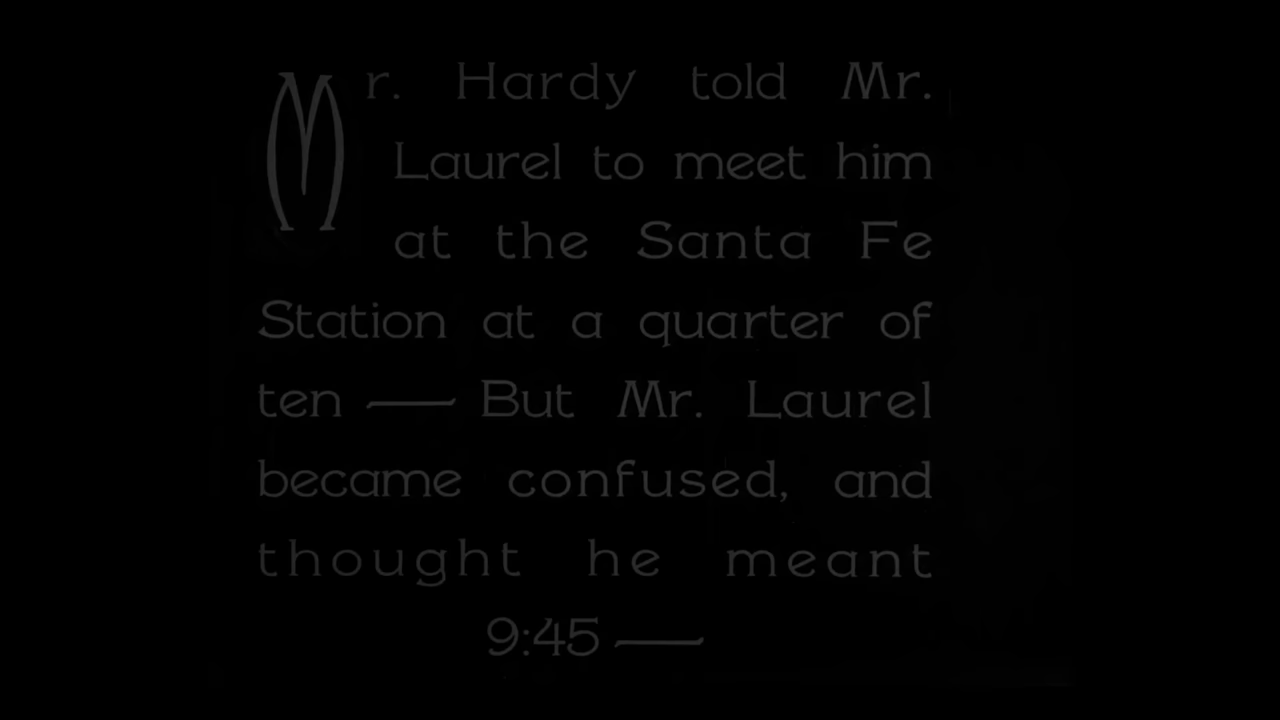 Mr. Hardy told Mr.
Laurel to meet him
at the Santa Fe
Station at a quarter of
ten — But Mr. Laurel
became confused, and
thought he meant
9:45 —